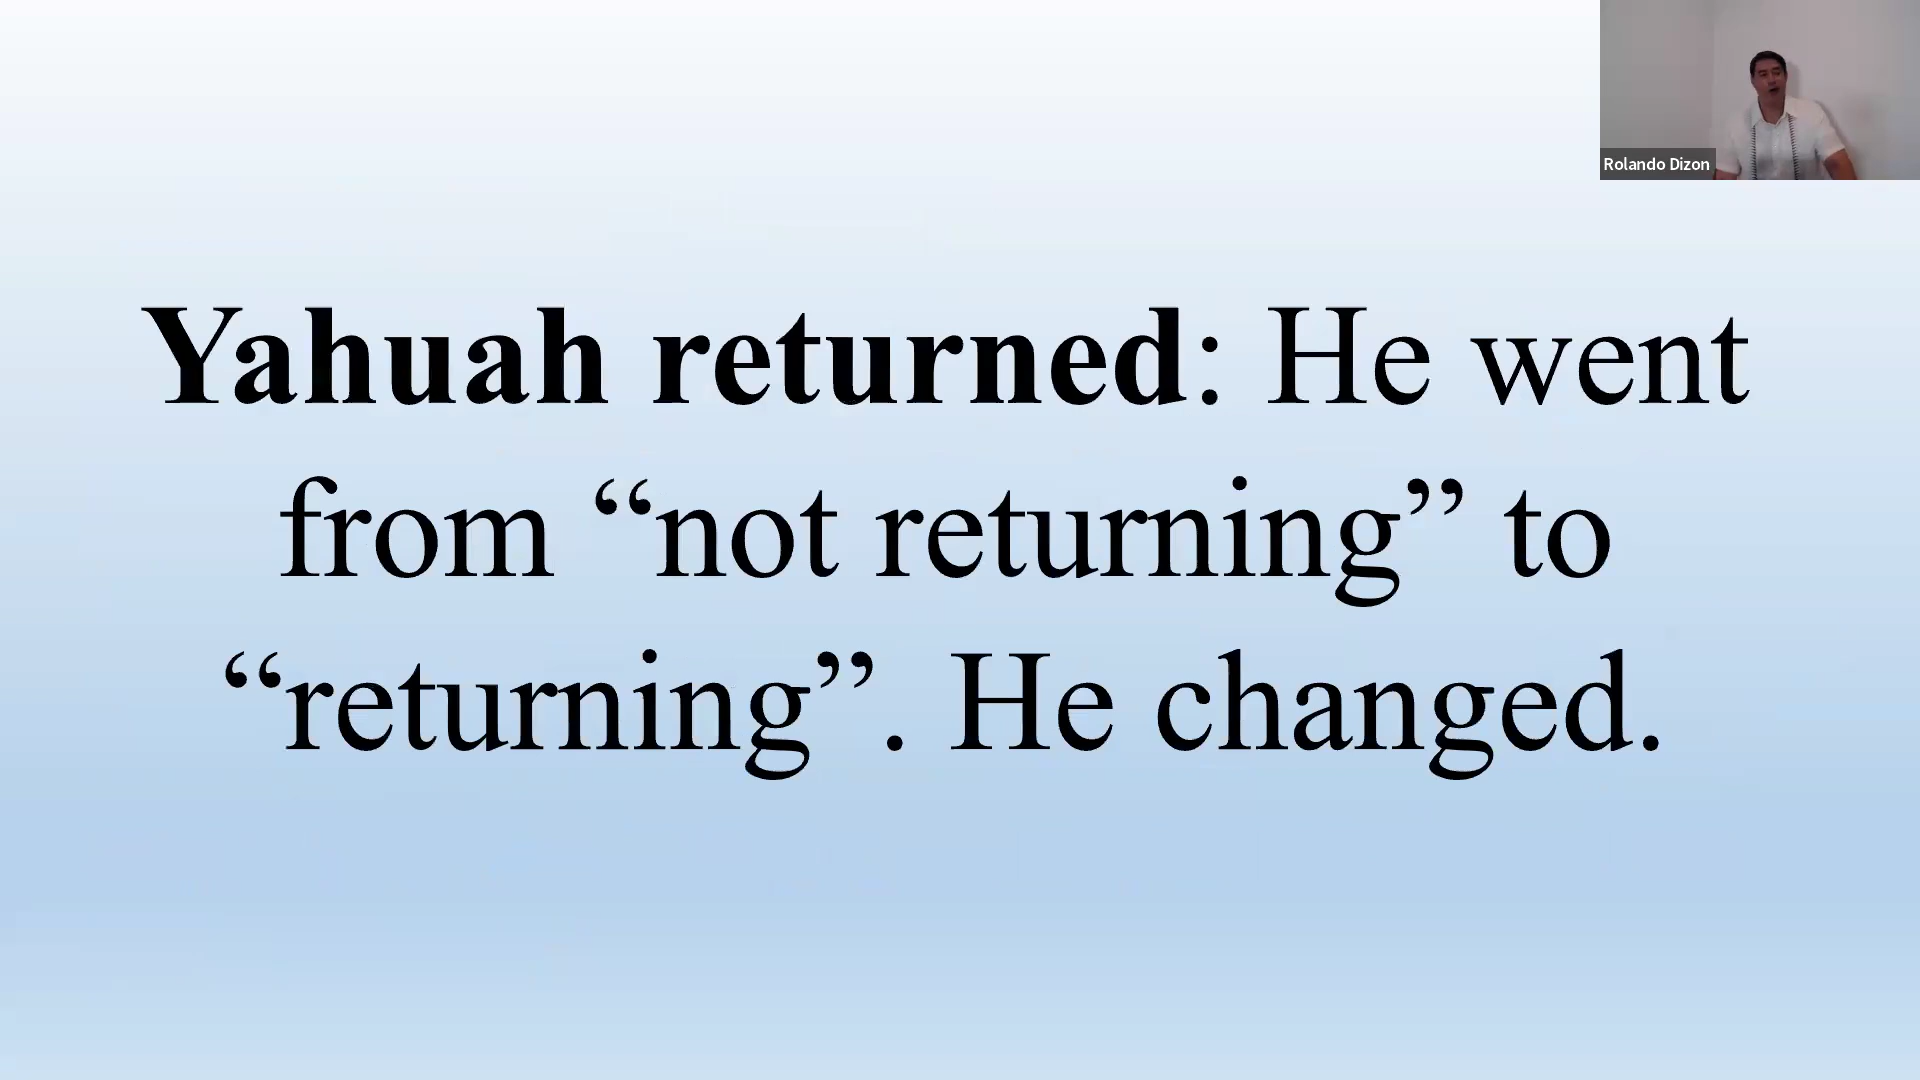 Rolando Dizon
Yahuah returned: He went
from “not returning” to
“returning”. He changed.